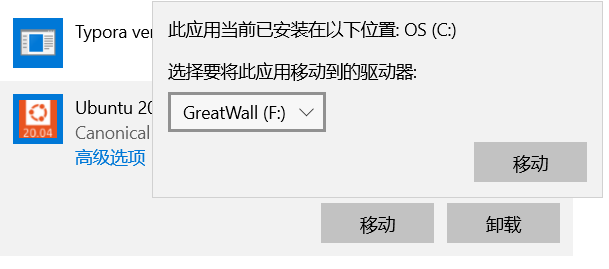 Typora ver
此应用当前已安装在以下位置: OS (C:)
选择要将此应用移动到的驱动器:
GreatWall (F:)
移动
Ubuntu 20
20.04
Canonical
高级选项
移动
卸载